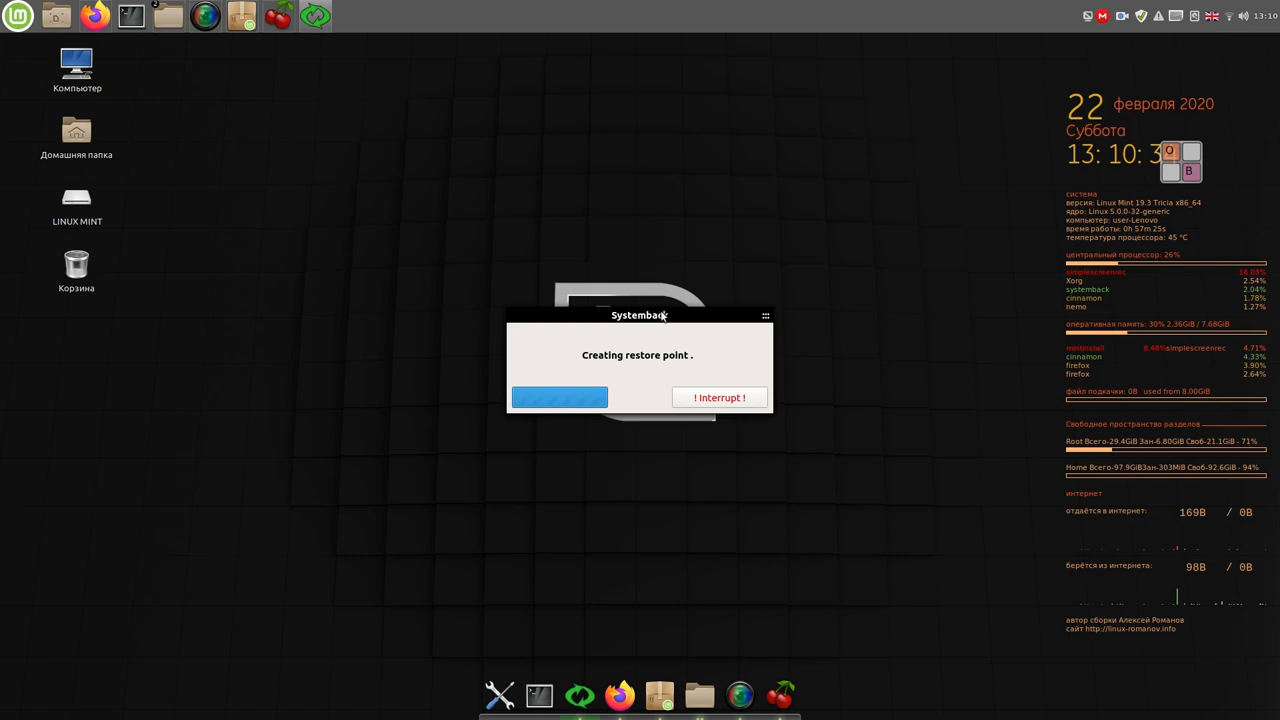 2
13:10
Компьютер
Домашняя папка
LINUX MINT
Корзина
Systemback
Creating restore point .
! Interrupt !
22 февраля 2020
Суббота
13: 10: 3
O
B
система
версия: Linux Mint 19.3 Tricia x86_64
ядро: Linux 5.0.0-32-generic
компьютер: user-Lenovo
время работы: 0h 57m 25s
температура процессора: 45 °C
центральный процессор: 26%
simplescreenrec 16.03%
Xorg 2.54%
systemback 2.04%
cinnamon 1.78%
nemo 1.27%
оперативная память: 30% 2.36GiB / 7.68GiB
mintinstall 8.48%simplescreenrec 4.71%
cinnamon 4.33%
firefox 3.90%
firefox 2.64%
файл подкачки: 0B used from 8.00GiB
Свободное пространство разделов
Root Всего-29.4GiB Зан-6.80GiB Своб-21.1GiB - 71%
Home Всего-97.9GiBЗан-303MiB Своб-92.6GiB - 94%
интернет
отдаётся в интернет: 169B / 0B
берётся из интернета: 98B / 0B
автор сборки Алексей Романов
сайт http://linux-romanov.info